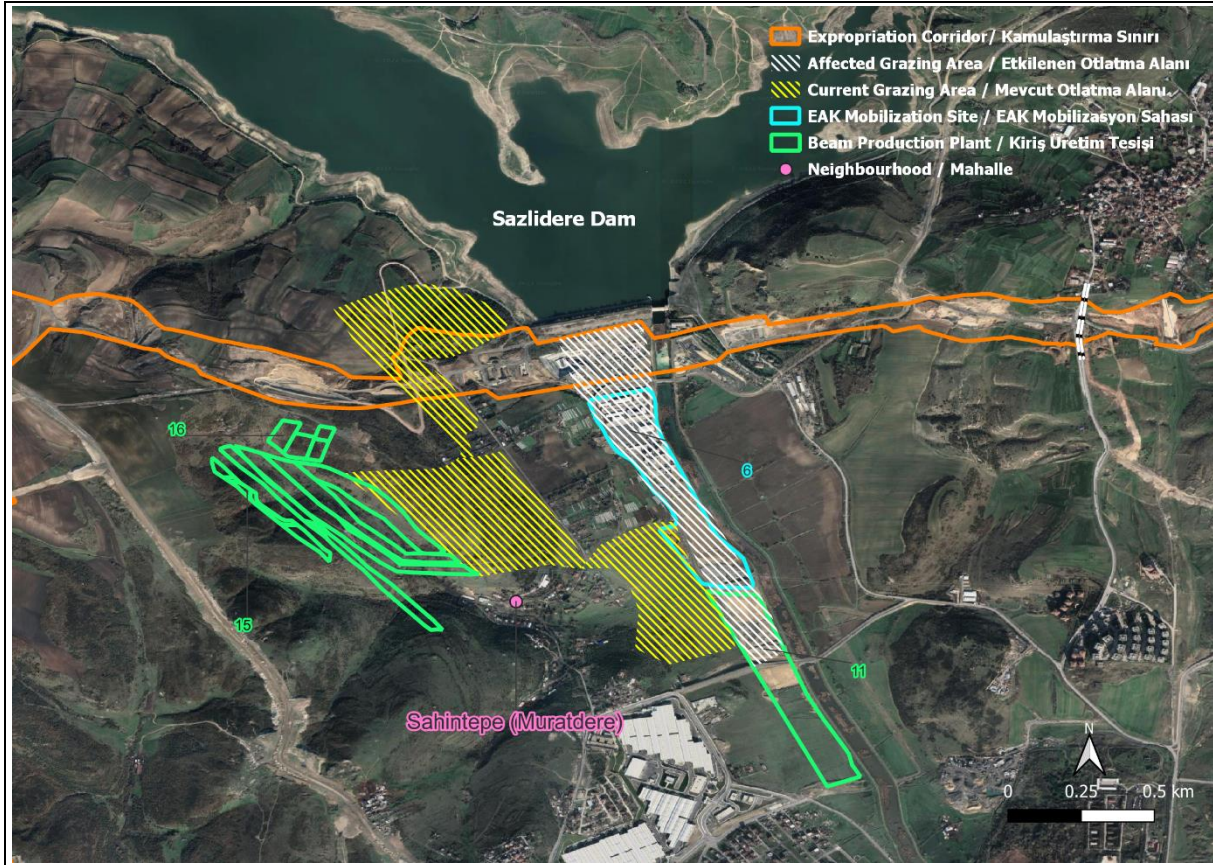 Expropriation Corridor/ Kamulaştırma Sınırı
Affected Grazing Area / Etkilenen Otlatma Alanı
Current Grazing Area / Mevcut Otlatma Alanı
EAK Mobilization Site / EAK Mobilizasyon Sahası
Beam Production Plant / Kiriş Üretim Tesisi
Neighbourhood / Mahalle
Sazlidere Dam
16
6
15
11
Sahintepe (Muratdere)
N
0 0.25 0.5 km